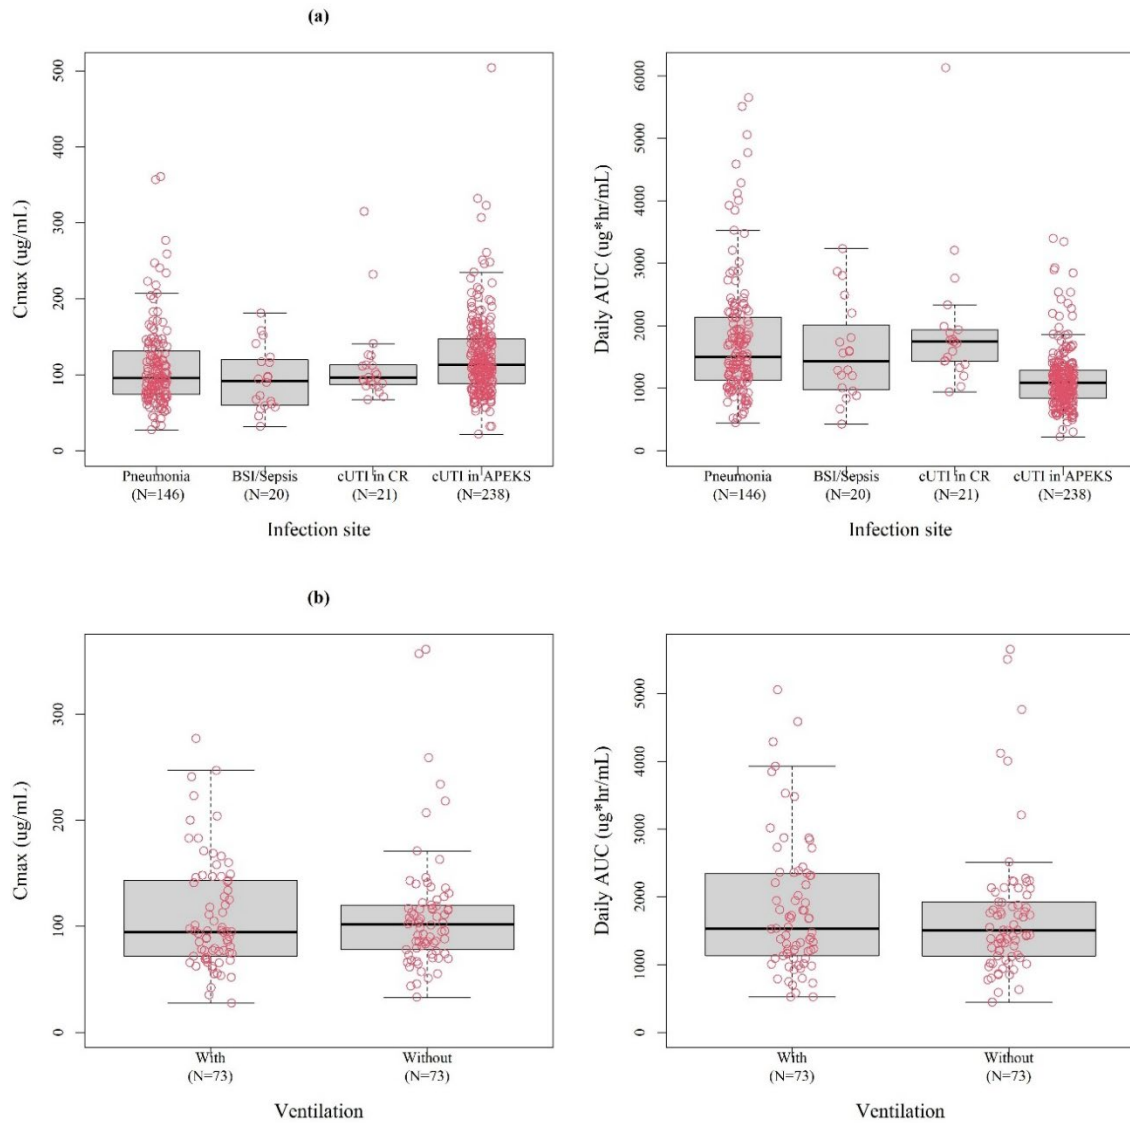 (a)
Cmax (ug/mL)
500
400
300
200
100
0
Pneumonia
(N=146)
BSI/Sepsis
(N=20)
cUTI in CR
(N=21)
cUTI in APEKS
(N=238)
Infection site
Daily AUC (ug*hr/mL)
6000
5000
4000
3000
2000
1000
0
Pneumonia
(N=146)
BSI/Sepsis
(N=20)
cUTI in CR
(N=21)
cUTI in APEKS
(N=238)
Infection site
(b)
Cmax (ug/mL)
300
200
100
0
With
(N=73)
Without
(N=73)
Ventilation
Daily AUC (ug*hr/mL)
5000
4000
3000
2000
1000
0
With
(N=73)
Without
(N=73)
Ventilation